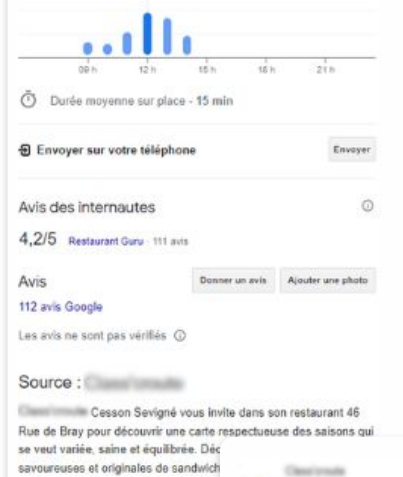 09 h 12 h 15 h 18 h 21 h
Durée moyenne sur place - 15 min
Envoyer sur votre téléphone Envoyer
Avis des internautes
4,2/5 Restaurant Guru · 111 avis
Avis Donner un avis Ajouter une photo
112 avis Google
Les avis ne sont pas vérifiés
Source :
Cesson Sevigné vous invite dans son restaurant 46
Rue de Bray pour découvrir une carte respectueuse des saisons qui
se veut variée, saine et équilibrée.
savoureuses et originales de sandwich